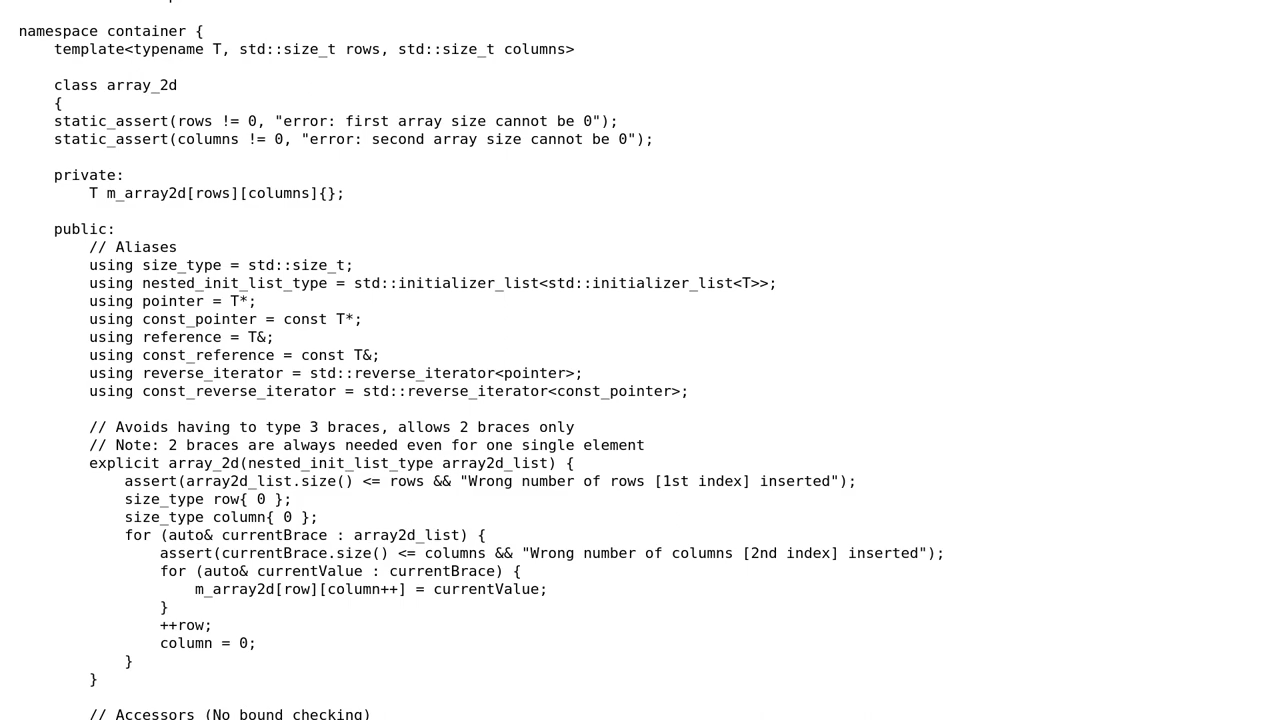 namespace container {
    template<typename T, std::size_t rows, std::size_t columns>

    class array_2d
    {
    static_assert(rows != 0, "error: first array size cannot be 0");
    static_assert(columns != 0, "error: second array size cannot be 0");

    private:
        T m_array2d[rows][columns]{};

    public:
        // Aliases
        using size_type = std::size_t;
        using nested_init_list_type = std::initializer_list<std::initializer_list<T>>;
        using pointer = T*;
        using const_pointer = const T*;
        using reference = T&;
        using const_reference = const T&;
        using reverse_iterator = std::reverse_iterator<pointer>;
        using const_reverse_iterator = std::reverse_iterator<const_pointer>;

        // Avoids having to type 3 braces, allows 2 braces only
        // Note: 2 braces are always needed even for one single element
        explicit array_2d(nested_init_list_type array2d_list) {
            assert(array2d_list.size() <= rows && "Wrong number of rows [1st index] inserted");
            size_type row{ 0 };
            size_type column{ 0 };
            for (auto& currentBrace : array2d_list) {
                assert(currentBrace.size() <= columns && "Wrong number of columns [2nd index] inserted");
                for (auto& currentValue : currentBrace) {
                    m_array2d[row][column++] = currentValue;
                }
                ++row;
                column = 0;
            }
        }

        // Accessors (No bound checking)